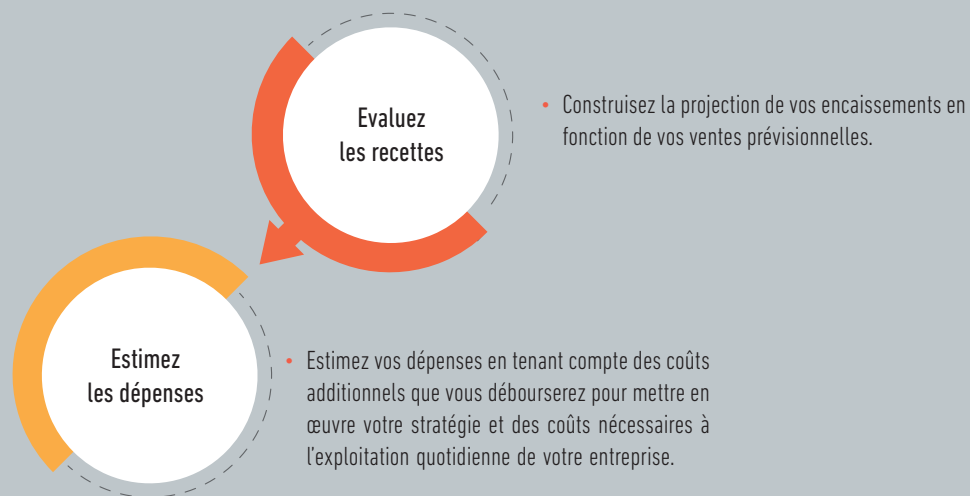 Evaluez
les recettes
• Construisez la projection de vos encaissements en
fonction de vos ventes prévisionnelles.
Estimez
les dépenses
• Estimez vos dépenses en tenant compte des coûts
additionnels que vous débourserez pour mettre en
œuvre votre stratégie et des coûts nécessaires à
l’exploitation quotidienne de votre entreprise.